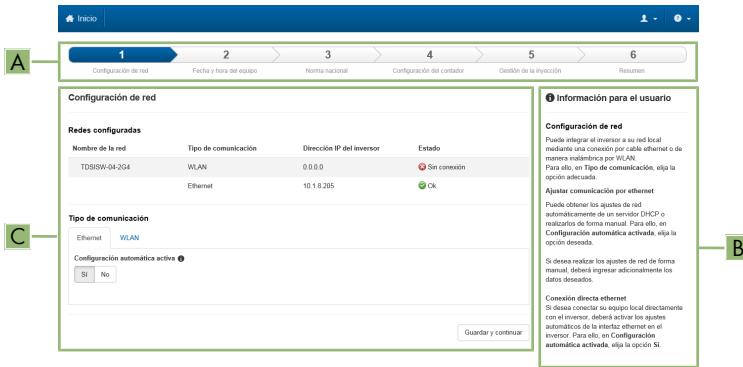 Inicio
A
1 2 3 4 5 6
Configuración de red Fecha y hora del equipo Norma nacional Configuración del contador Gestión de la inyección Resumen
Configuración de red
Redes configuradas
Nombre de la red Tipo de comunicación Dirección IP del inversor Estado
TDSISW-04-2G4 WLAN 0.0.0.0 Sin conexión
Ethernet 10.1.8.205 Ok
Tipo de comunicación
C
Ethernet WLAN
Configuración automática activa
Sí No
Guardar y continuar
Información para el usuario
Configuración de red
Puede integrar el inversor a su red local
mediante una conexión por cable ethernet o de
manera inalámbrica por WLAN.
Para ello, en Tipo de comunicación, elija la
opción adecuada.
Ajustar comunicación por ethernet
Puede obtener los ajustes de red
automáticamente de un servidor DHCP o
realizarlos de forma manual. Para ello, en
Configuración automática activada, elija la
opción deseada.
B
Si desea realizar los ajustes de red de forma
manual, deberá ingresar adicionalmente los
datos deseados.
Conexión directa ethernet
Si desea conectar su equipo local directamente
con el inversor, deberá activar los ajustes
automáticos de la interfaz ethernet en el
inversor. Para ello, en Configuración
automática activada, elija la opción Sí.